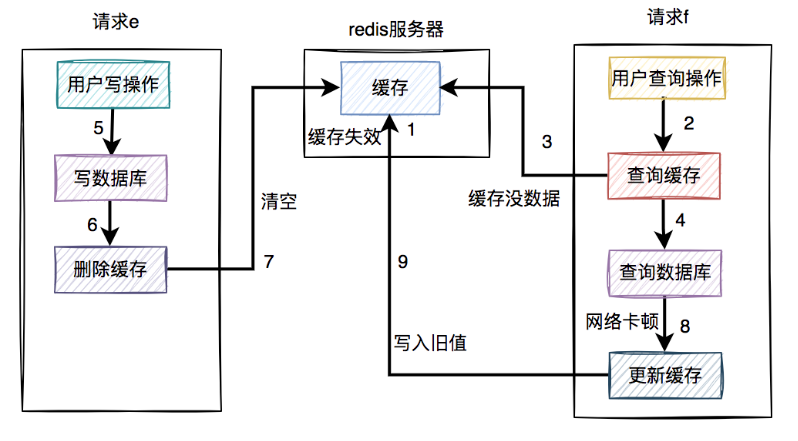 请求e
redis服务器
请求f
用户写操作
5
写数据库
6
删除缓存
7
清空
缓存
1
缓存失效
9
写入旧值
用户查询操作
2
查询缓存
3
缓存没数据
4
查询数据库
网络卡顿
8
更新缓存